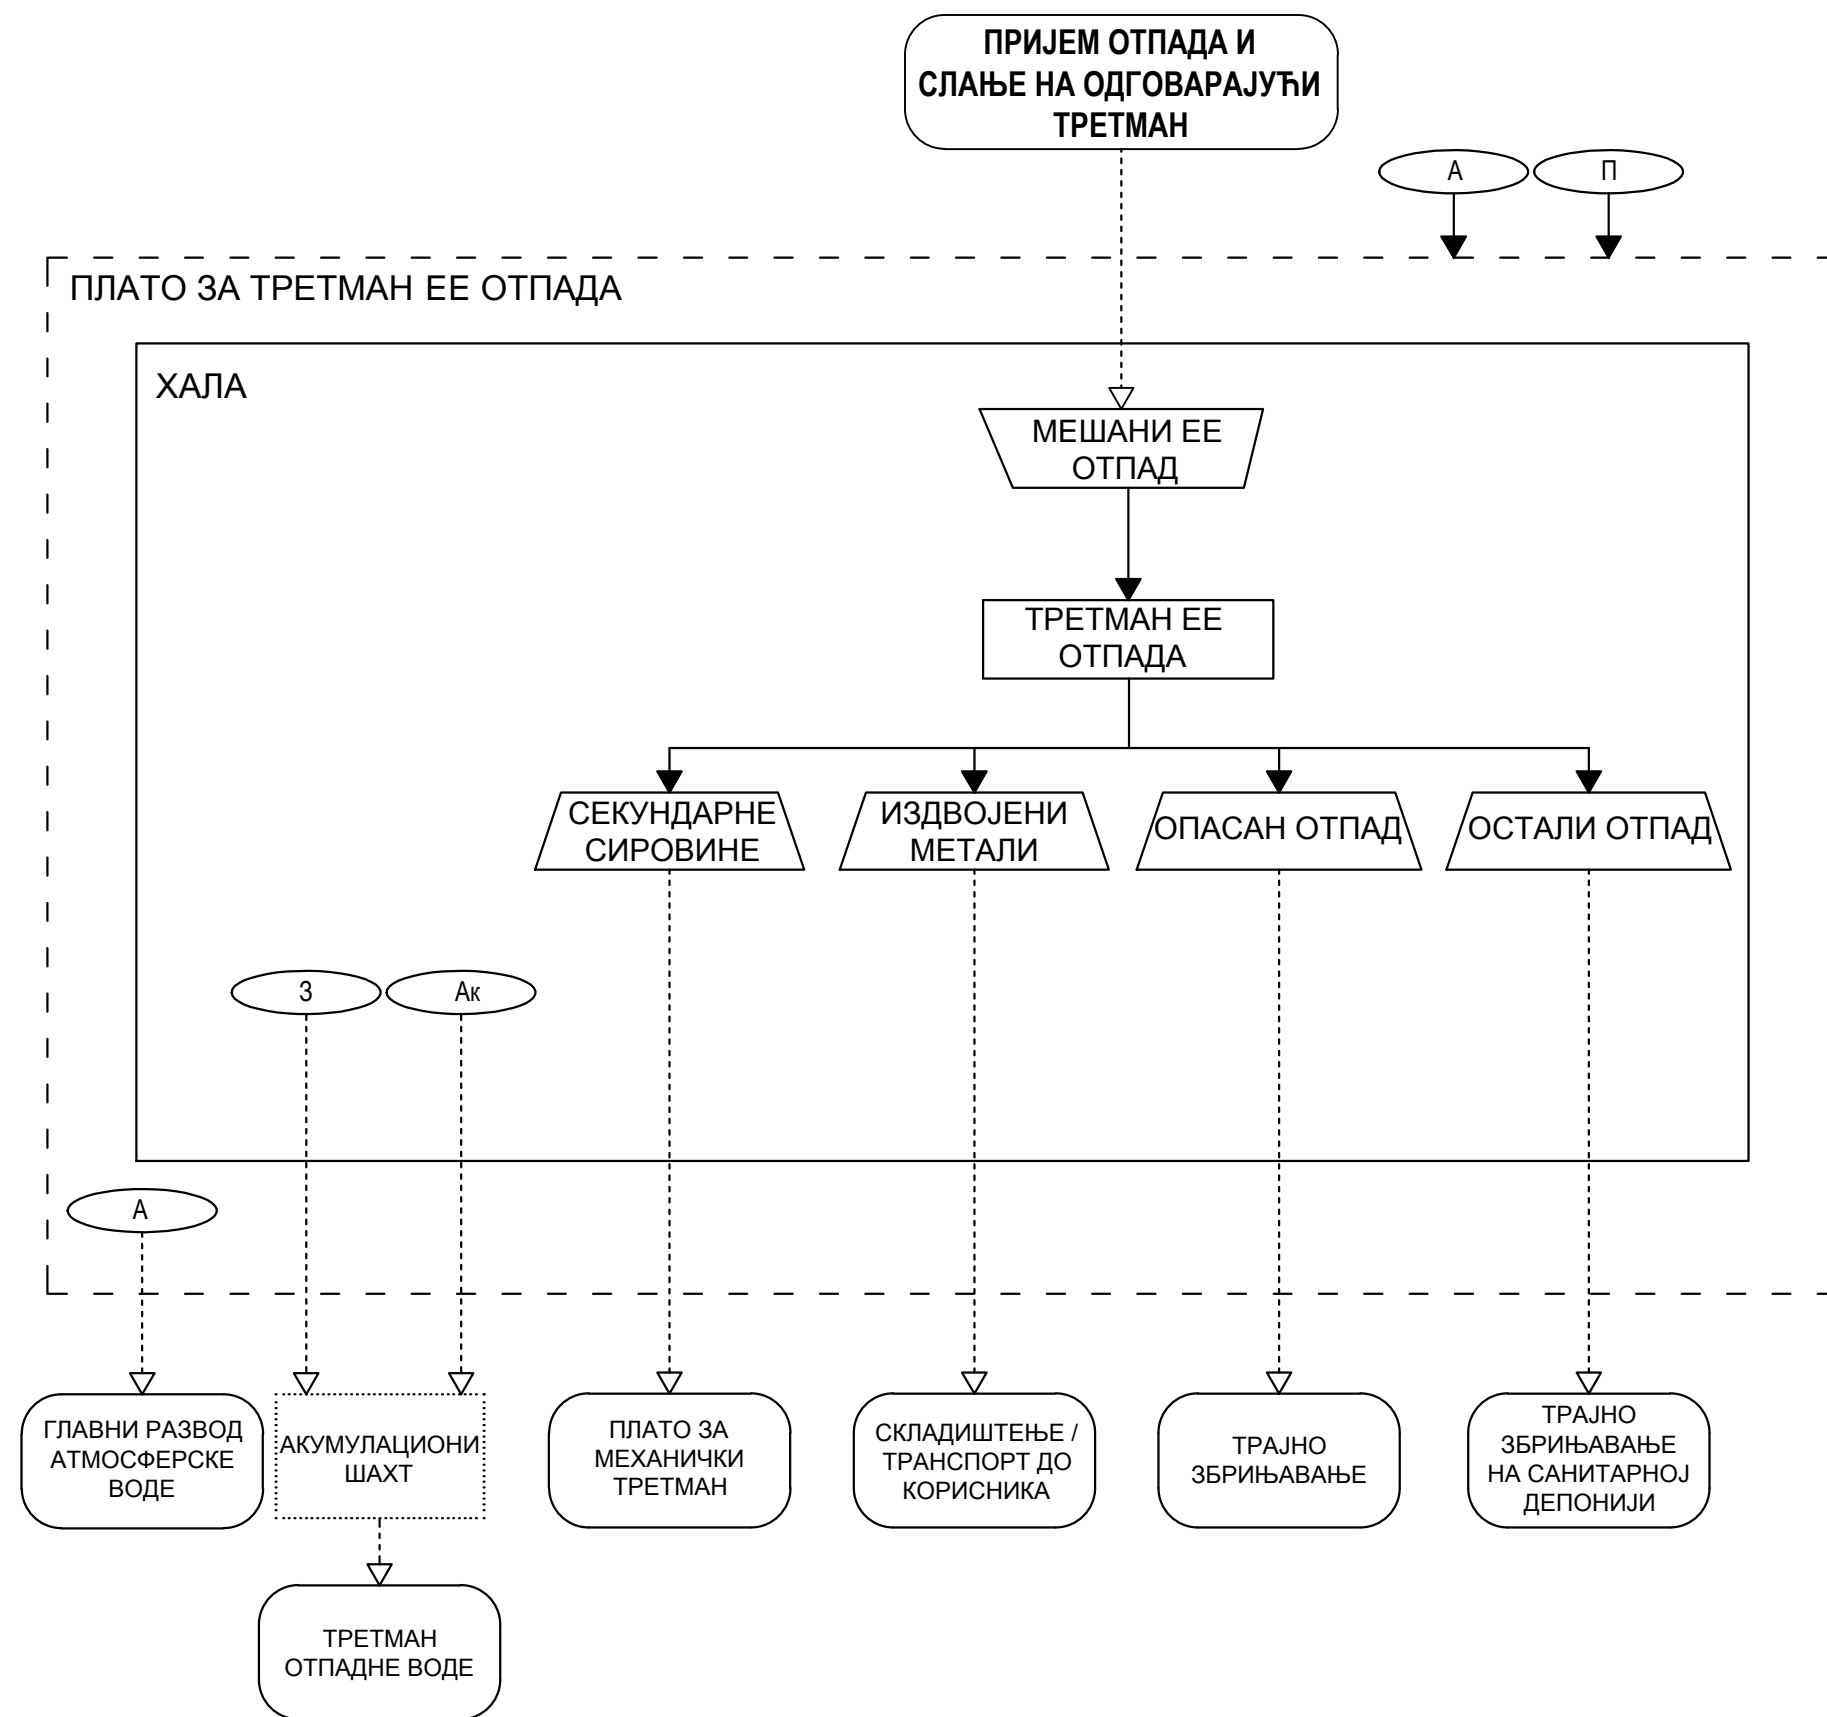 ПРИЈЕМ ОТПАДА И
СЛАЊЕ НА ОДГОВАРАЈУЋИ
ТРЕТМАН
А
П
ПЛАТО ЗА ТРЕТМАН ЕЕ ОТПАДА
ХАЛА
МЕШАНИ ЕЕ
ОТПАД
ТРЕТМАН ЕЕ
ОТПАДА
СЕКУНДАРНЕ
СИРОВИНЕ
ИЗДВОЈЕНИ
МЕТАЛИ
ОПАСАН ОТПАД
ОСТАЛИ ОТПАД
З
Ак
А
ГЛАВНИ РАЗВОД
АТМОСФЕРСКЕ
ВОДЕ
АКУМУЛАЦИОНИ
ШАХТ
ПЛАТО ЗА
МЕХАНИЧКИ
ТРЕТМАН
СКЛАДИШТЕЊЕ /
ТРАНСПОРТ ДО
КОРИСНИКА
ТРАЈНО
ЗБРИЊАВАЊЕ
ТРАЈНО
ЗБРИЊАВАЊЕ
НА САНИТАРНОЈ
ДЕПОНИЈИ
ТРЕТМАН
ОТПАДНЕ ВОДЕ